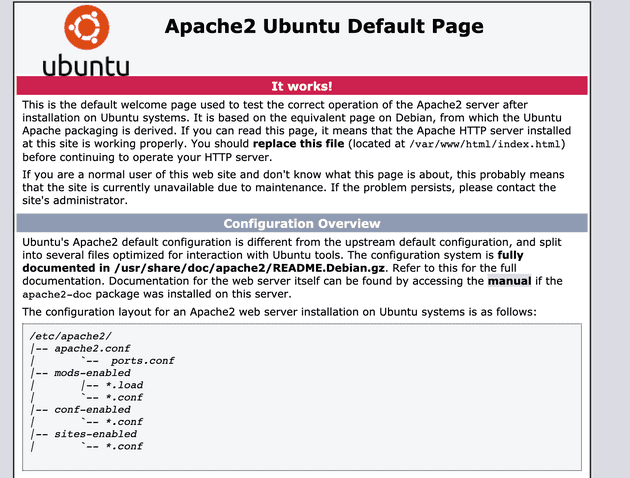 Apache2 Ubuntu Default Page
ubuntu
It works!
This is the default welcome page used to test the correct operation of the Apache2 server after
installation on Ubuntu systems. It is based on the equivalent page on Debian, from which the Ubuntu
Apache packaging is derived. If you can read this page, it means that the Apache HTTP server installed
at this site is working properly. You should replace this file (located at /var/www/html/index.html)
before continuing to operate your HTTP server.
If you are a normal user of this web site and don't know what this page is about, this probably means
that the site is currently unavailable due to maintenance. If the problem persists, please contact the
site's administrator.
Configuration Overview
Ubuntu's Apache2 default configuration is different from the upstream default configuration, and split
into several files optimized for interaction with Ubuntu tools. The configuration system is fully
documented in /usr/share/doc/apache2/README.Debian.gz. Refer to this for the full
documentation. Documentation for the web server itself can be found by accessing the manual if the
apache2-doc package was installed on this server.
The configuration layout for an Apache2 web server installation on Ubuntu systems is as follows:
/etc/apache2/
|-- apache2.conf
|       `--  ports.conf
|-- mods-enabled
|       |-- *.load
|       `-- *.conf
|-- conf-enabled
|       `-- *.conf
|-- sites-enabled
|       `-- *.conf